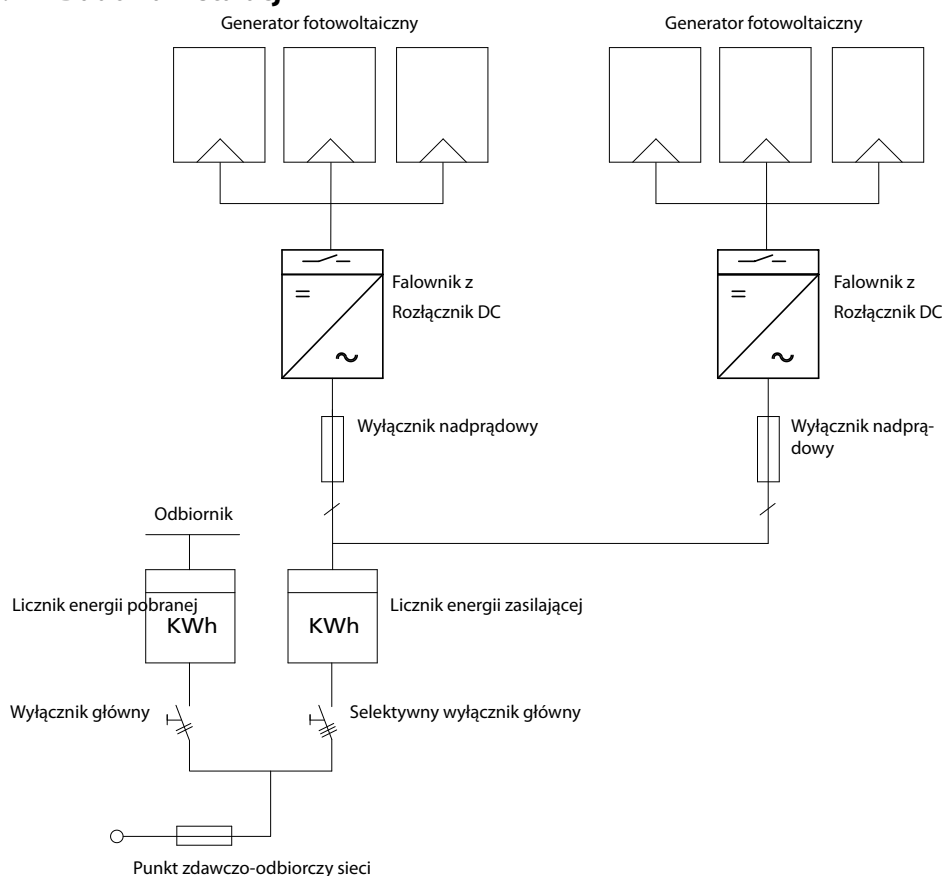 Generator fotowoltaiczny
Generator fotowoltaiczny
Falownik z
Rozłącznik DC
Falownik z
Rozłącznik DC
Wyłącznik nadprądowy
Wyłącznik nadprą-
dowy
Odbiornik
Licznik energii pobranej
KWh
KWh
Licznik energii zasilającej
Wyłącznik główny
Selektywny wyłącznik główny
Punkt zdawczo-odbiorczy sieci